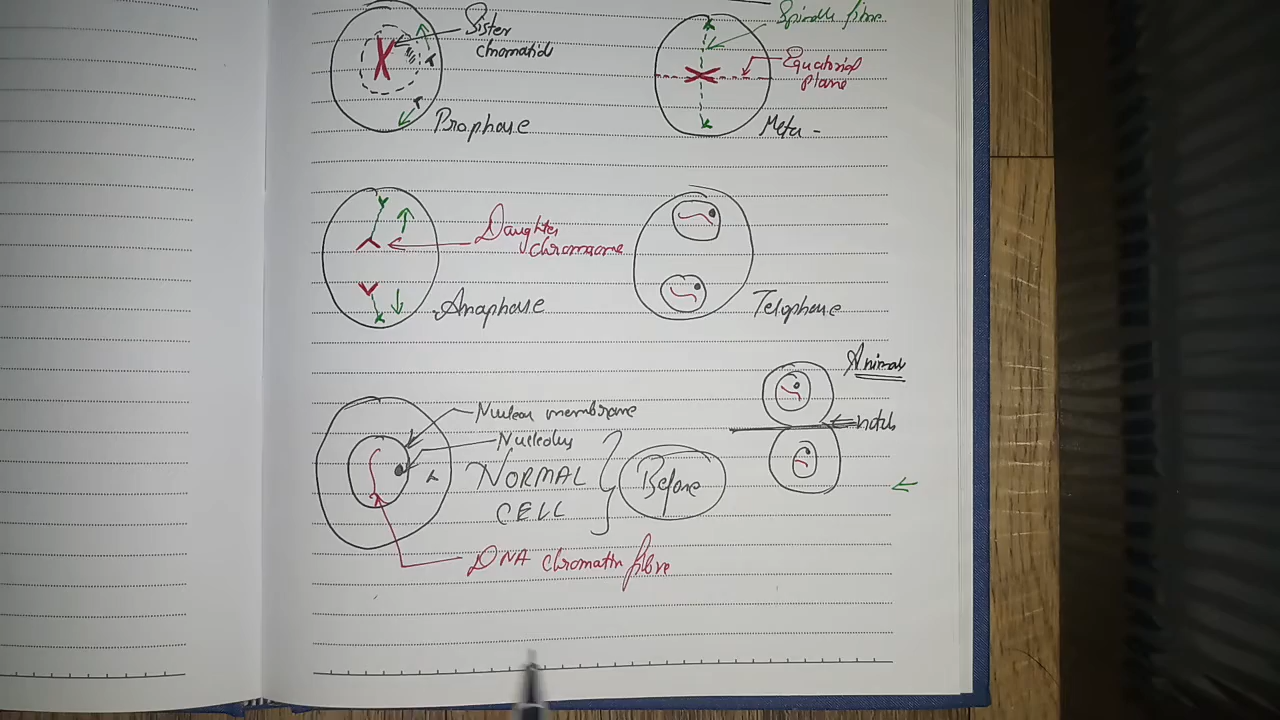 Sister
chromatid
Prophase
Spindle fibre
Equatorial
plane
Meta -
Daughter
chromosome
Anaphase
Telophase
Animal
notch
Nuclear membrane
Nucleolus
NORMAL
CELL
Before
DNA chromatin fibre